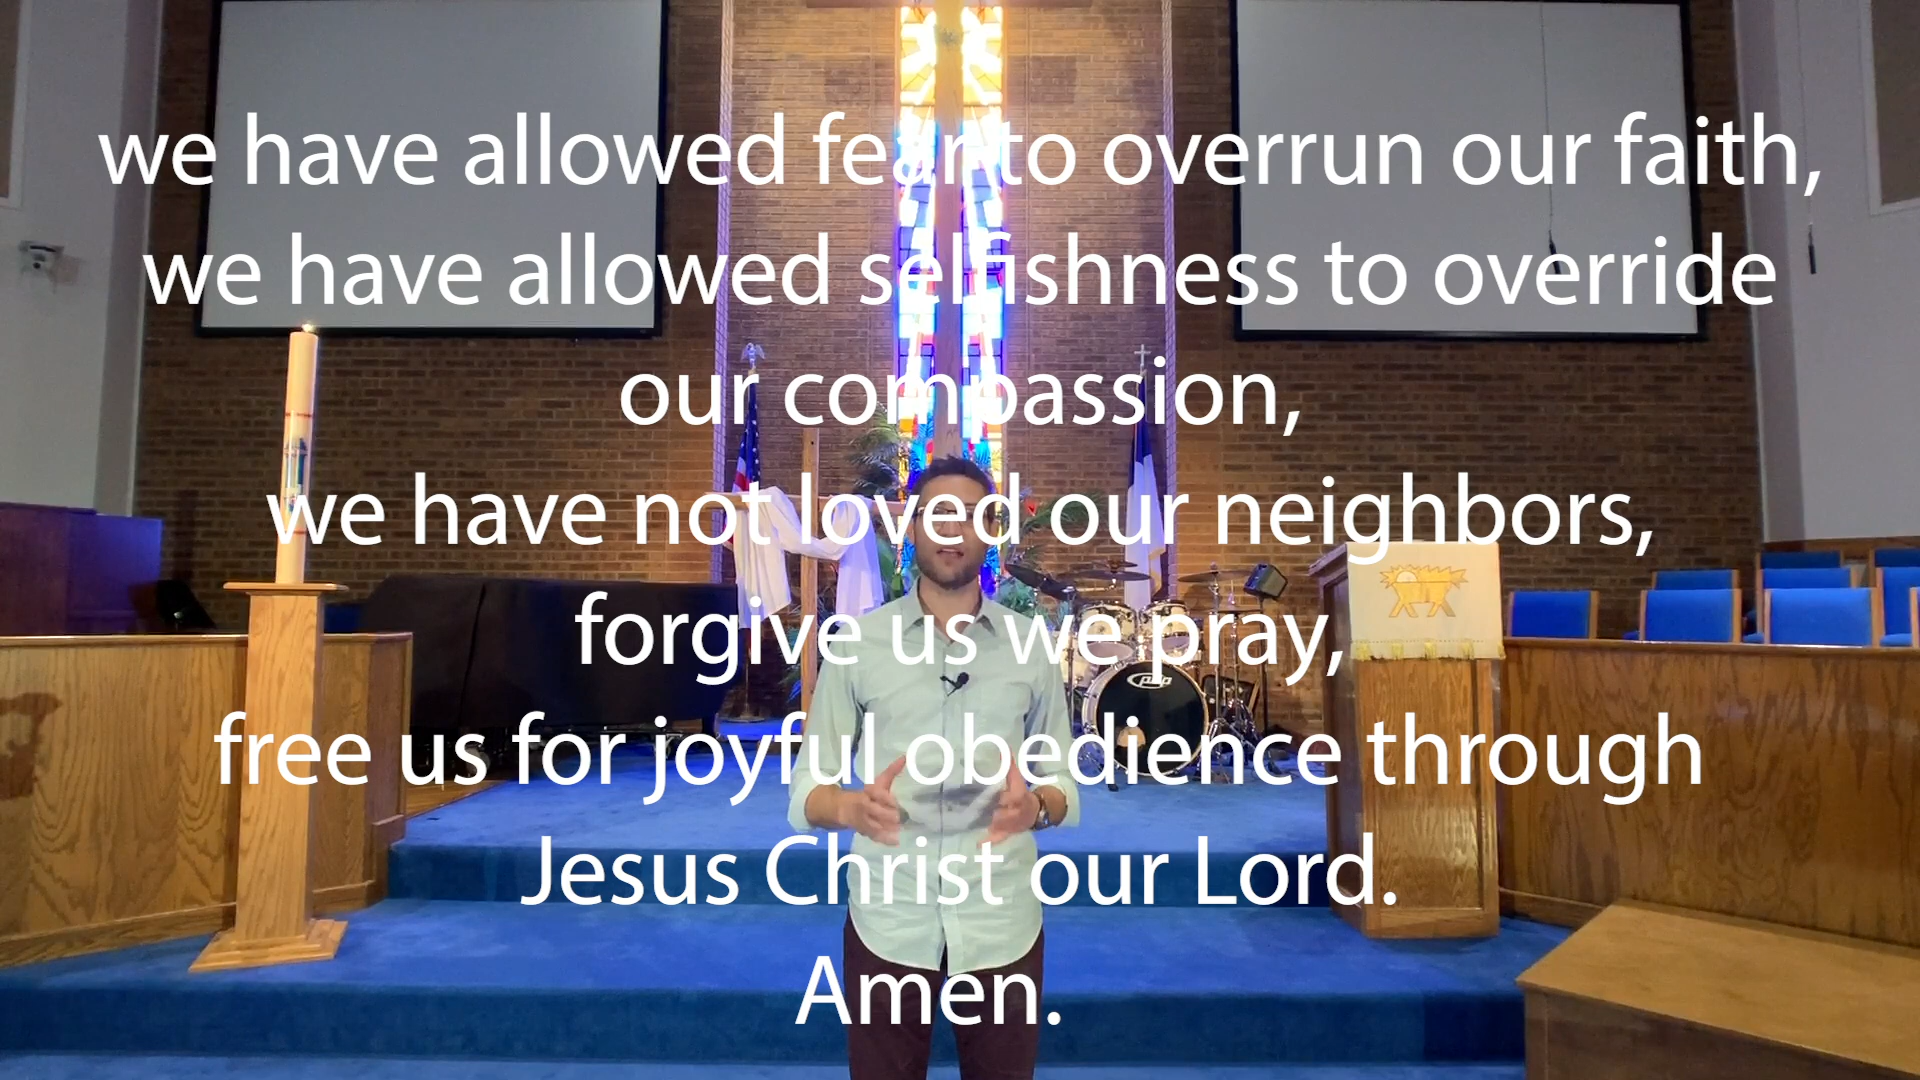 we have allowed fear to overrun our faith,
we have allowed selfishness to override
our compassion,
we have not loved our neighbors,
forgive us we pray,
free us for joyful obedience through
Jesus Christ our Lord.
Amen.
pdp